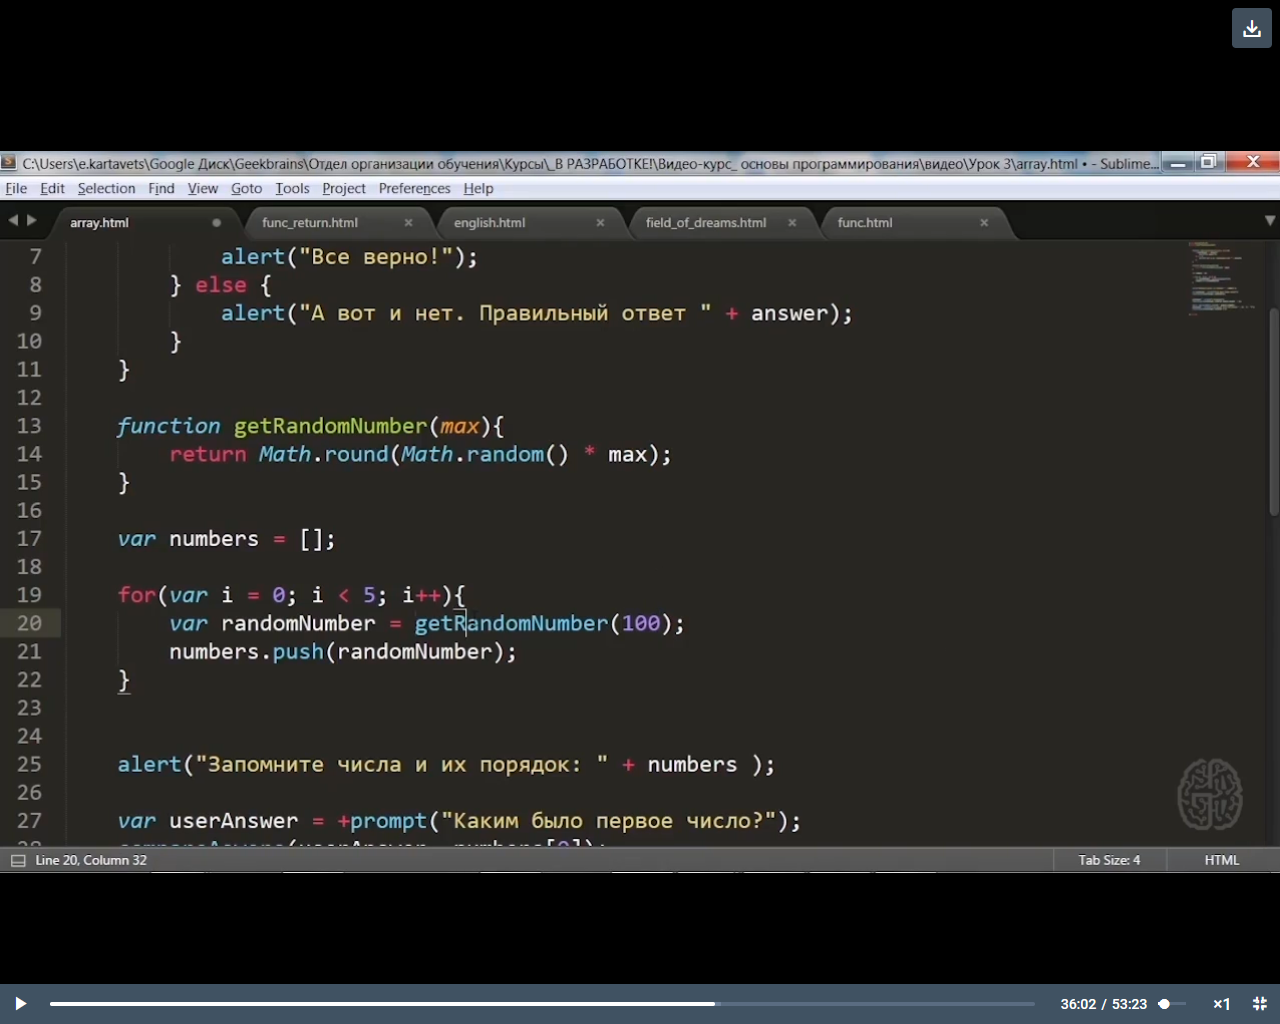 C:\Users\e.kartavets\Google Диск\Geekbrains\Отдел организации обучения\Курсы\_В РАЗРАБОТКЕ!\Видео-курс_ основы программирования\видео\Урок 3\array.html • - Sublime...
File Edit Selection Find View Goto Tools Project Preferences Help
array.html func_return.html english.html field_of_dreams.html func.html
7 alert("Все верно!");
8 } else {
9 alert("А вот и нет. Правильный ответ " + answer);
10 }
11 }
12
13 function getRandomNumber(max){
14 return Math.round(Math.random() * max);
15 }
16
17 var numbers = [];
18
19 for(var i = 0; i < 5; i++){
20 var randomNumber = getRandomNumber(100);
21 numbers.push(randomNumber);
22 }
23
24
25 alert("Запомните числа и их порядок: " + numbers );
26
27 var userAnswer = +prompt("Каким было первое число?");
Line 20, Column 32 Tab Size: 4 HTML
36:02 / 53:23 ×1